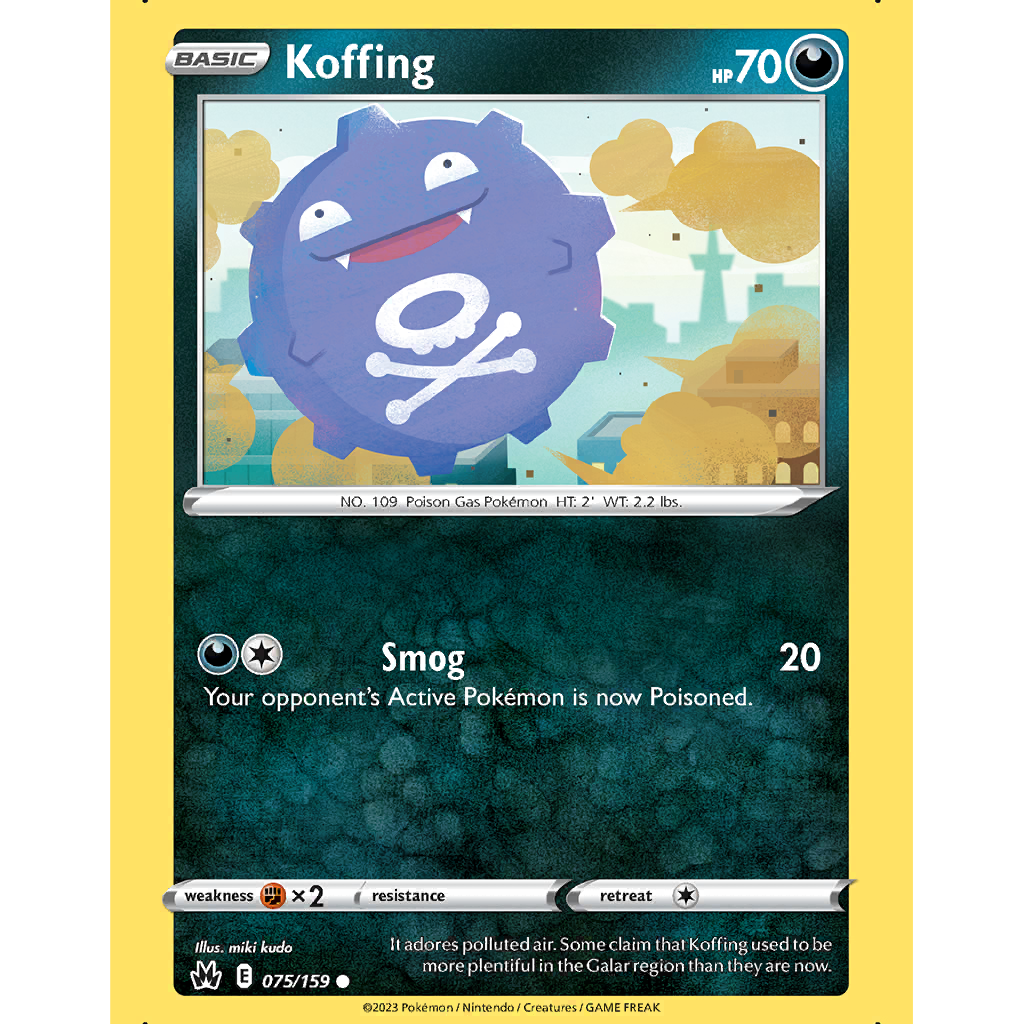 BASIC Koffing HP 70
NO. 109 Poison Gas Pokémon HT: 2' WT: 2.2 lbs.
Smog 20
Your opponent's Active Pokémon is now Poisoned.
weakness ×2 resistance retreat
Illus. miki kudo
It adores polluted air. Some claim that Koffing used to be
more plentiful in the Galar region than they are now.
E 075/159
©2023 Pokémon / Nintendo / Creatures / GAME FREAK